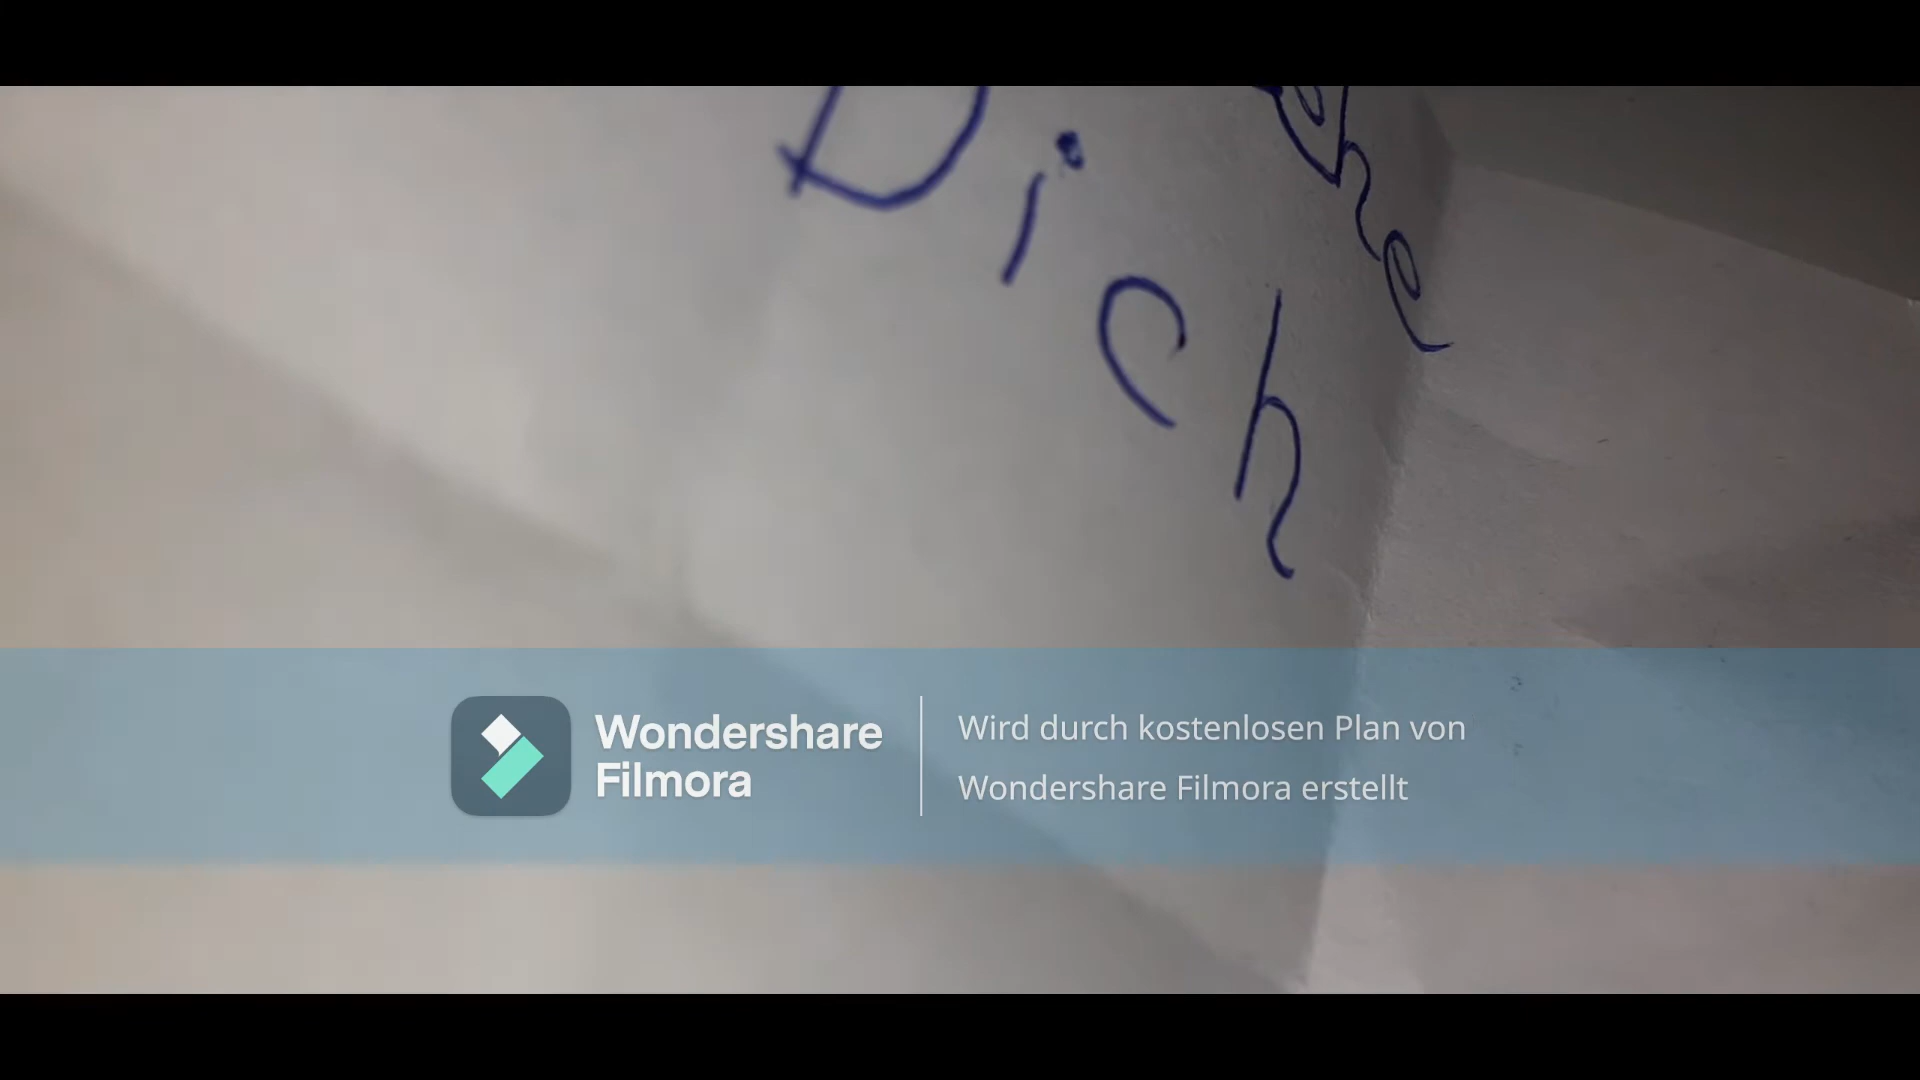 Dich
Wondershare
Filmora
Wird durch kostenlosen Plan von
Wondershare Filmora erstellt